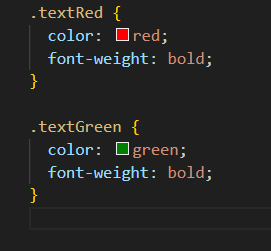 .textRed {
  color: red;
  font-weight: bold;
}

.textGreen {
  color: green;
  font-weight: bold;
}